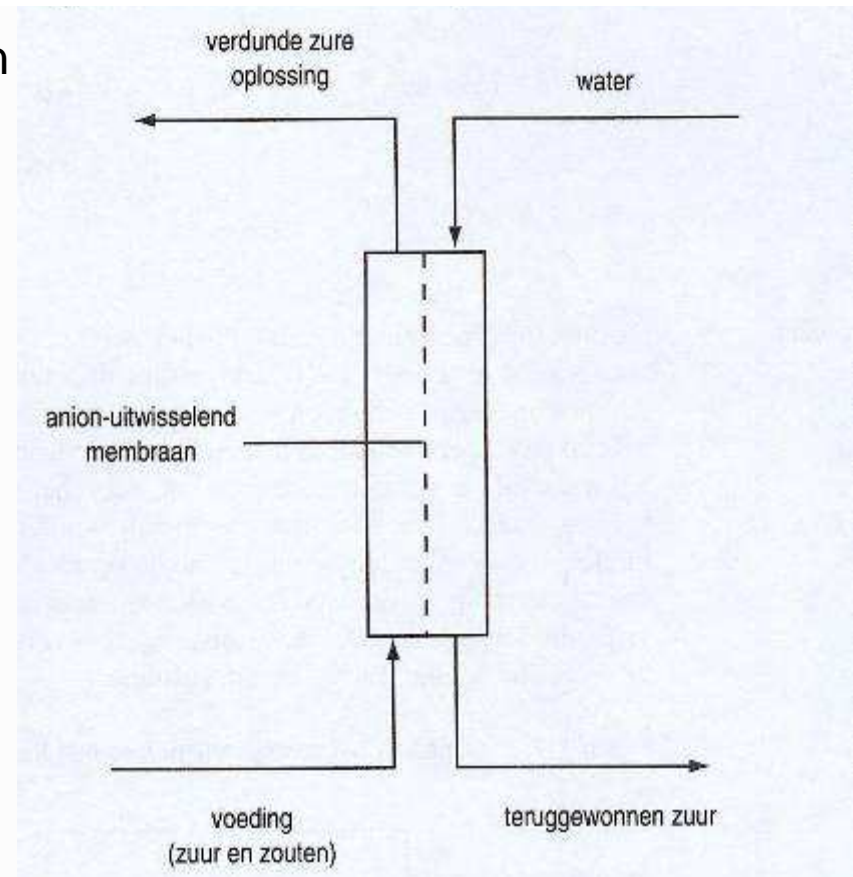 verdunde zure
oplossing
water
anion-uitwisselend
membraan
voeding
(zuur en zouten)
teruggewonnen zuur